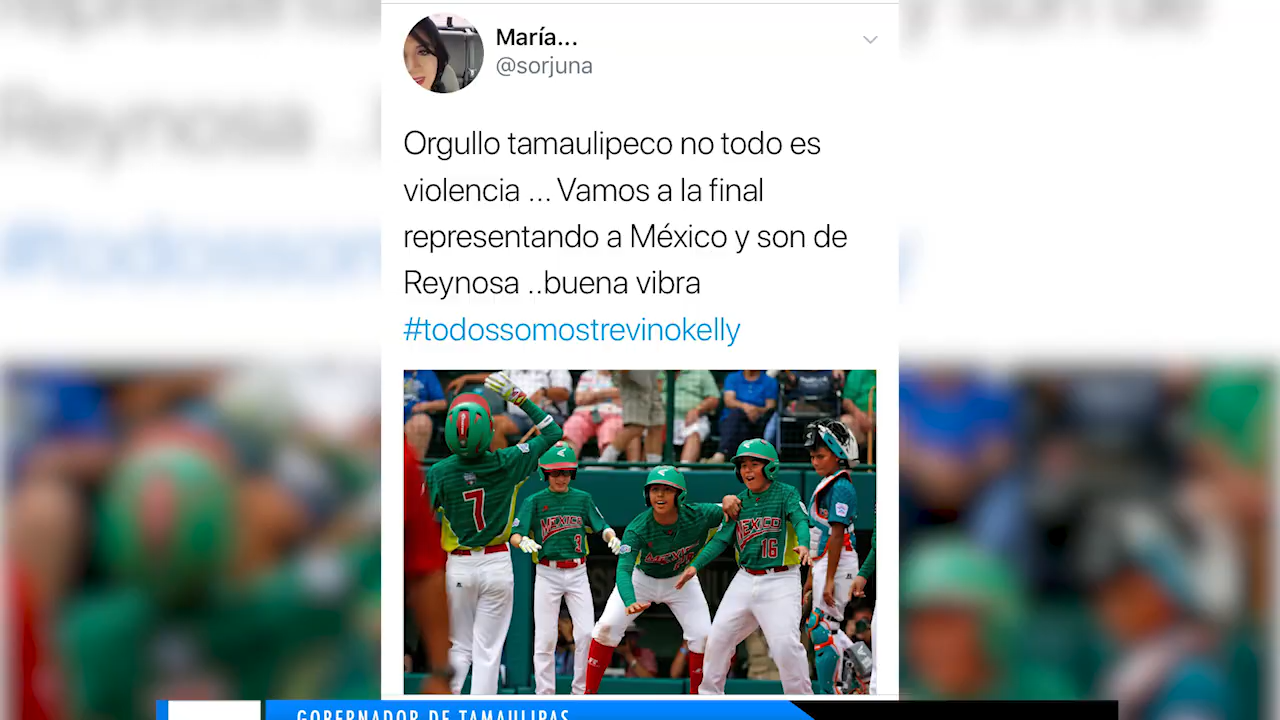 María...
@sorjuna
Orgullo tamaulipeco no todo es
violencia ... Vamos a la final
representando a México y son de
Reynosa ..buena vibra
#todossomostrevinokelly
7
MEXICO
3
MEXICO
MEXICO
16
GOBERNADOR DE TAMAULIPAS